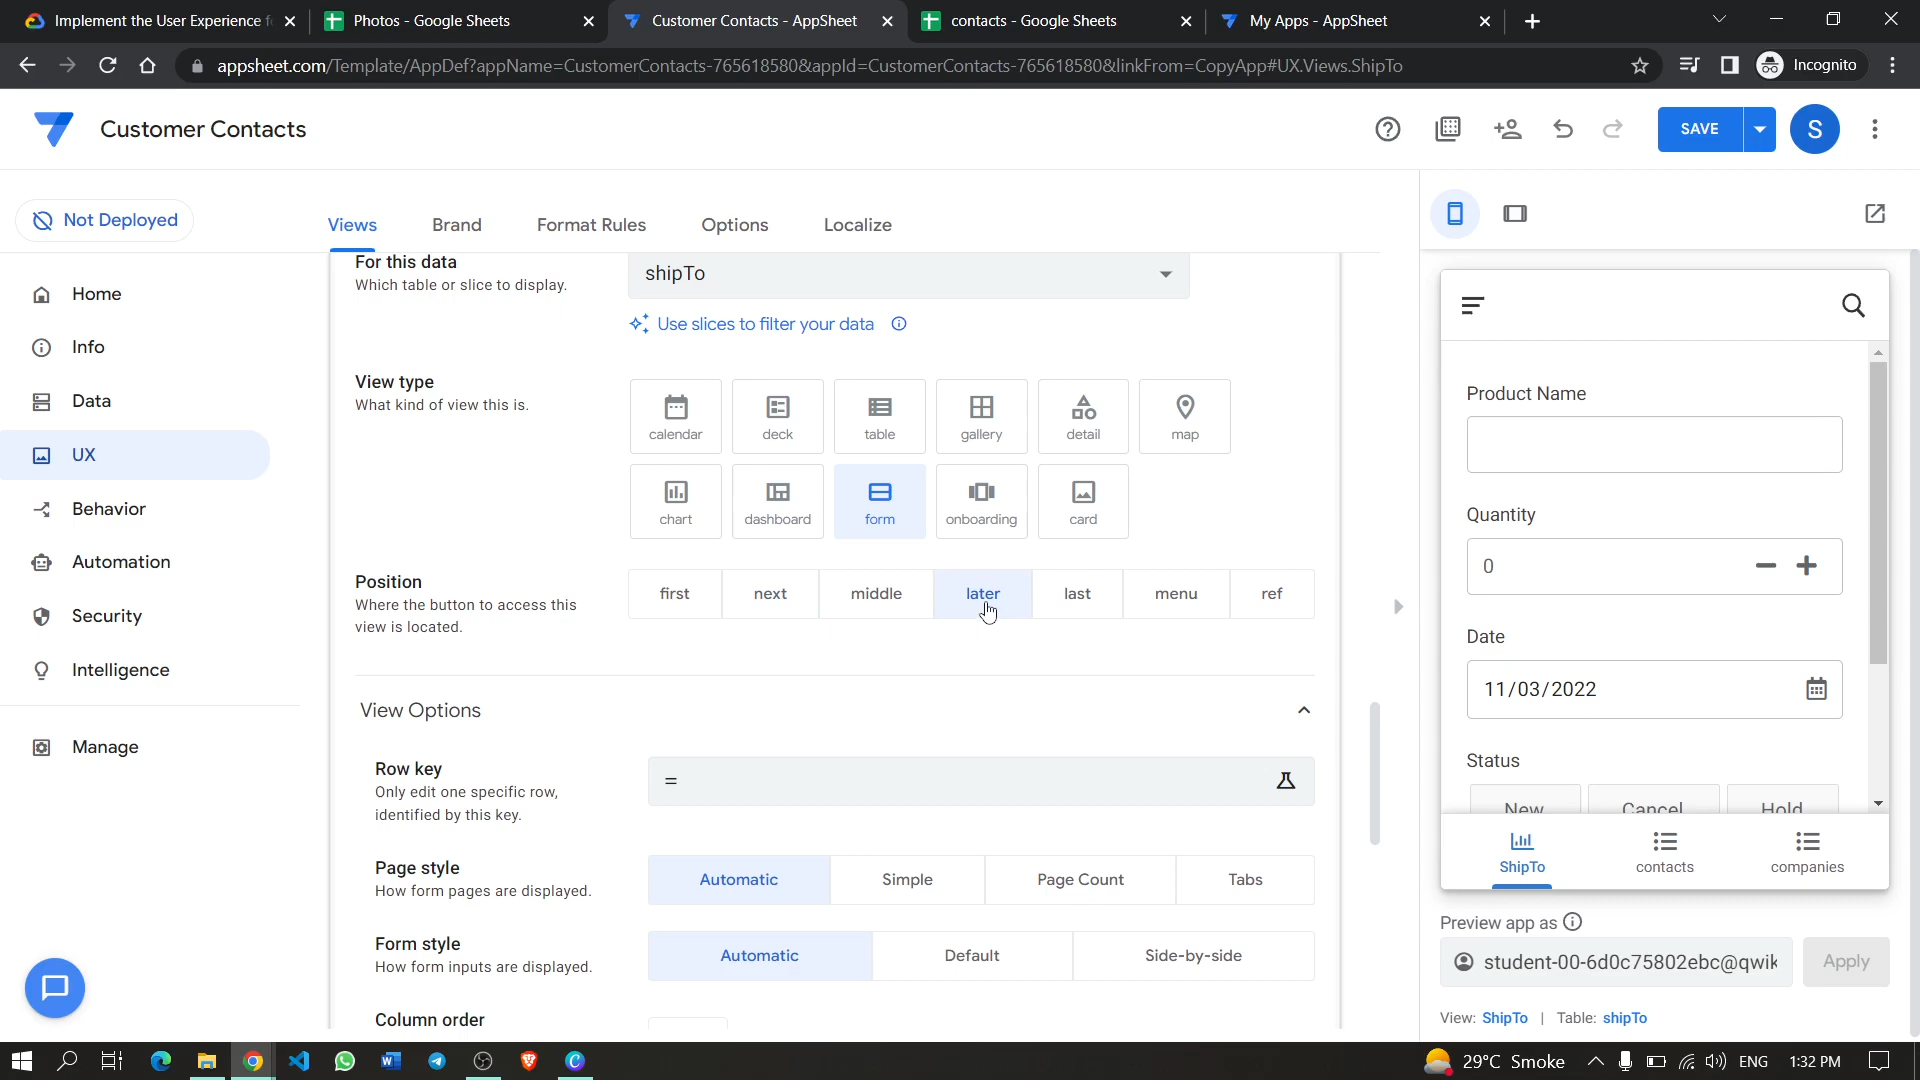 Implement the User Experience f
Photos - Google Sheets
Customer Contacts - AppSheet
contacts - Google Sheets
My Apps - AppSheet
appsheet.com/Template/AppDef?appName=CustomerContacts-765618580&appId=CustomerContacts-765618580&linkFrom=CopyApp#UX.Views.ShipTo
Incognito
Customer Contacts
SAVE
S
Not Deployed
Views
Brand
Format Rules
Options
Localize
Home
Info
Data
UX
Behavior
Automation
Security
Intelligence
Manage
For this data
Which table or slice to display.
shipTo
Use slices to filter your data
View type
What kind of view this is.
calendar
deck
table
gallery
detail
map
chart
dashboard
form
onboarding
card
Position
Where the button to access this
view is located.
first
next
middle
later
last
menu
ref
View Options
Row key
Only edit one specific row,
identified by this key.
=
Page style
How form pages are displayed.
Automatic
Simple
Page Count
Tabs
Form style
How form inputs are displayed.
Automatic
Default
Side-by-side
Column order
Product Name
Quantity
0
Date
11/03/2022
Status
New
Cancel
Hold
ShipTo
contacts
companies
Preview app as
student-00-6d0c75802ebc@qwik
Apply
View: ShipTo | Table: shipTo
29°C Smoke
ENG
1:32 PM